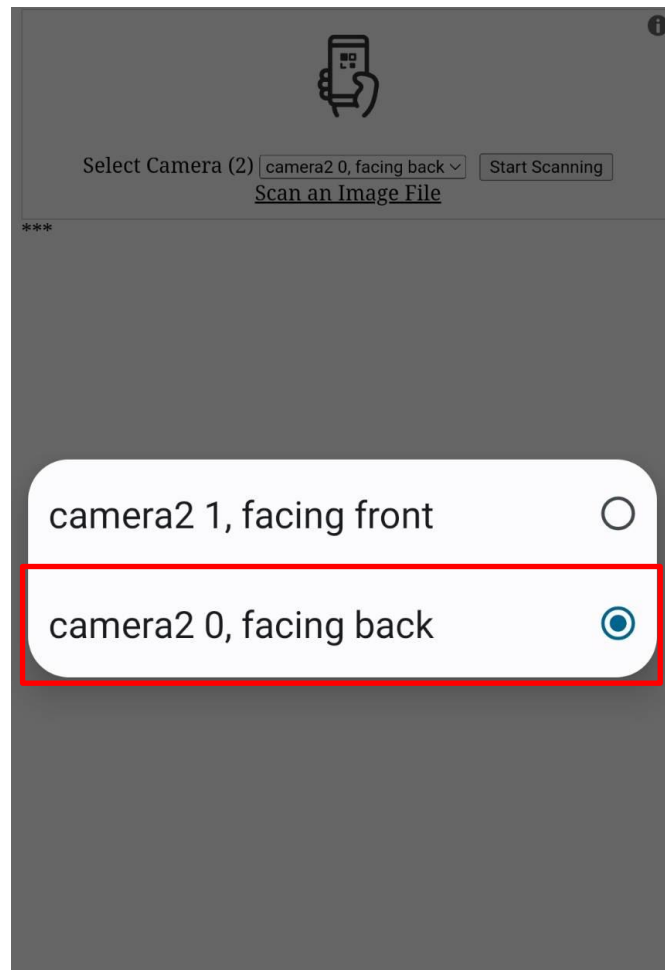 Select Camera (2) camera2 0, facing back Start Scanning
Scan an Image File
***
camera2 1, facing front
camera2 0, facing back